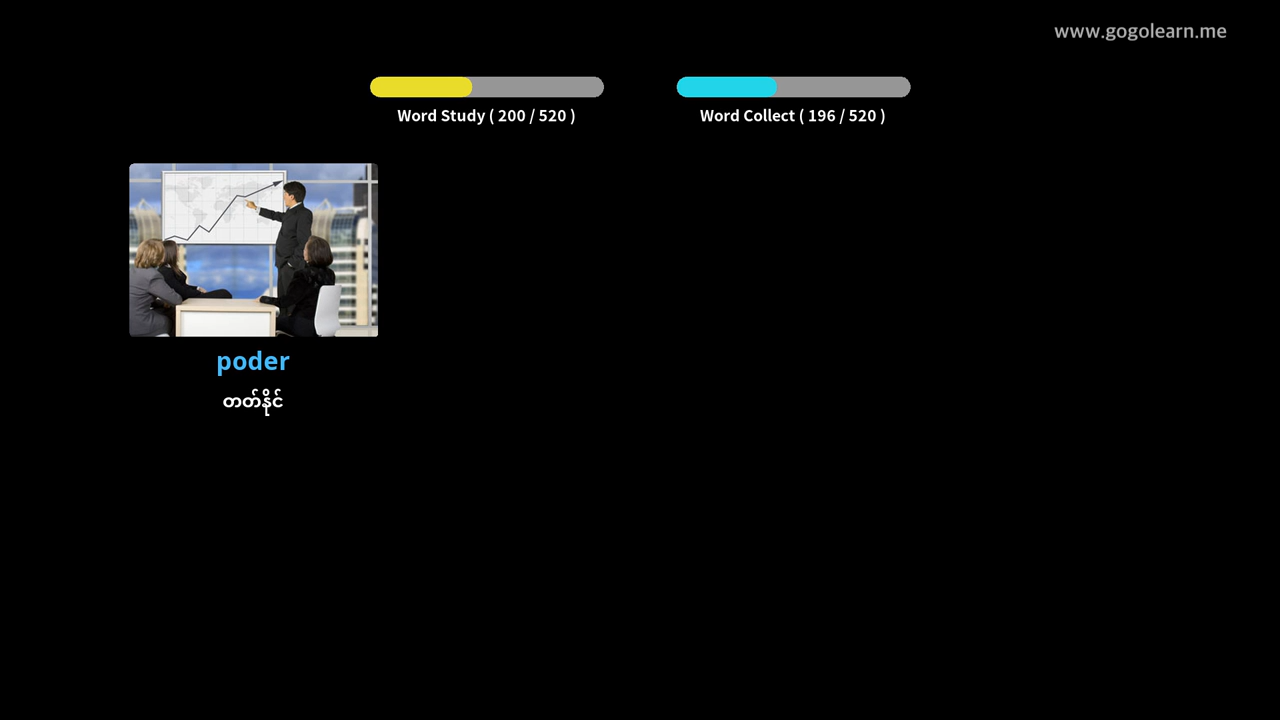 www.gogolearn.me
Word Study ( 200 / 520 )
Word Collect ( 196 / 520 )
poder
တတ်နိုင်